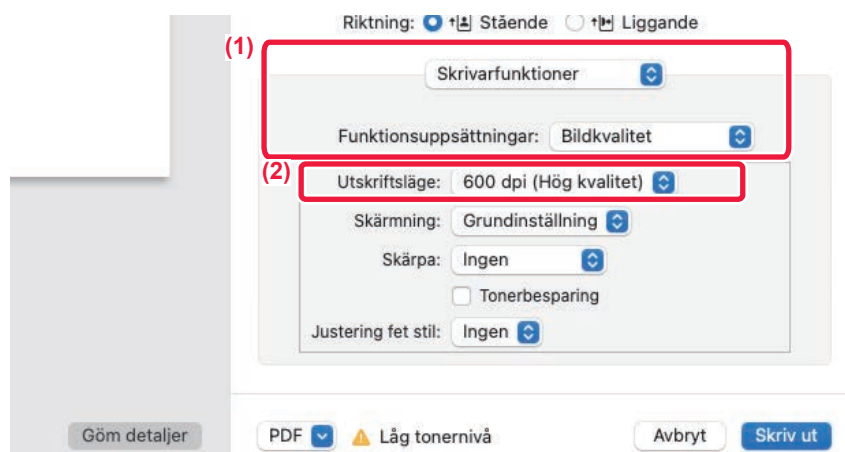 Riktning: Stående Liggande
(1)
Skrivarfunktioner
Funktionsuppsättningar: Bildkvalitet
(2)
Utskriftsläge: 600 dpi (Hög kvalitet)
Skärmning: Grundinställning
Skärpa: Ingen
Tonerbesparing
Justering fet stil: Ingen
Göm detaljer PDF Låg tonernivå Avbryt Skriv ut